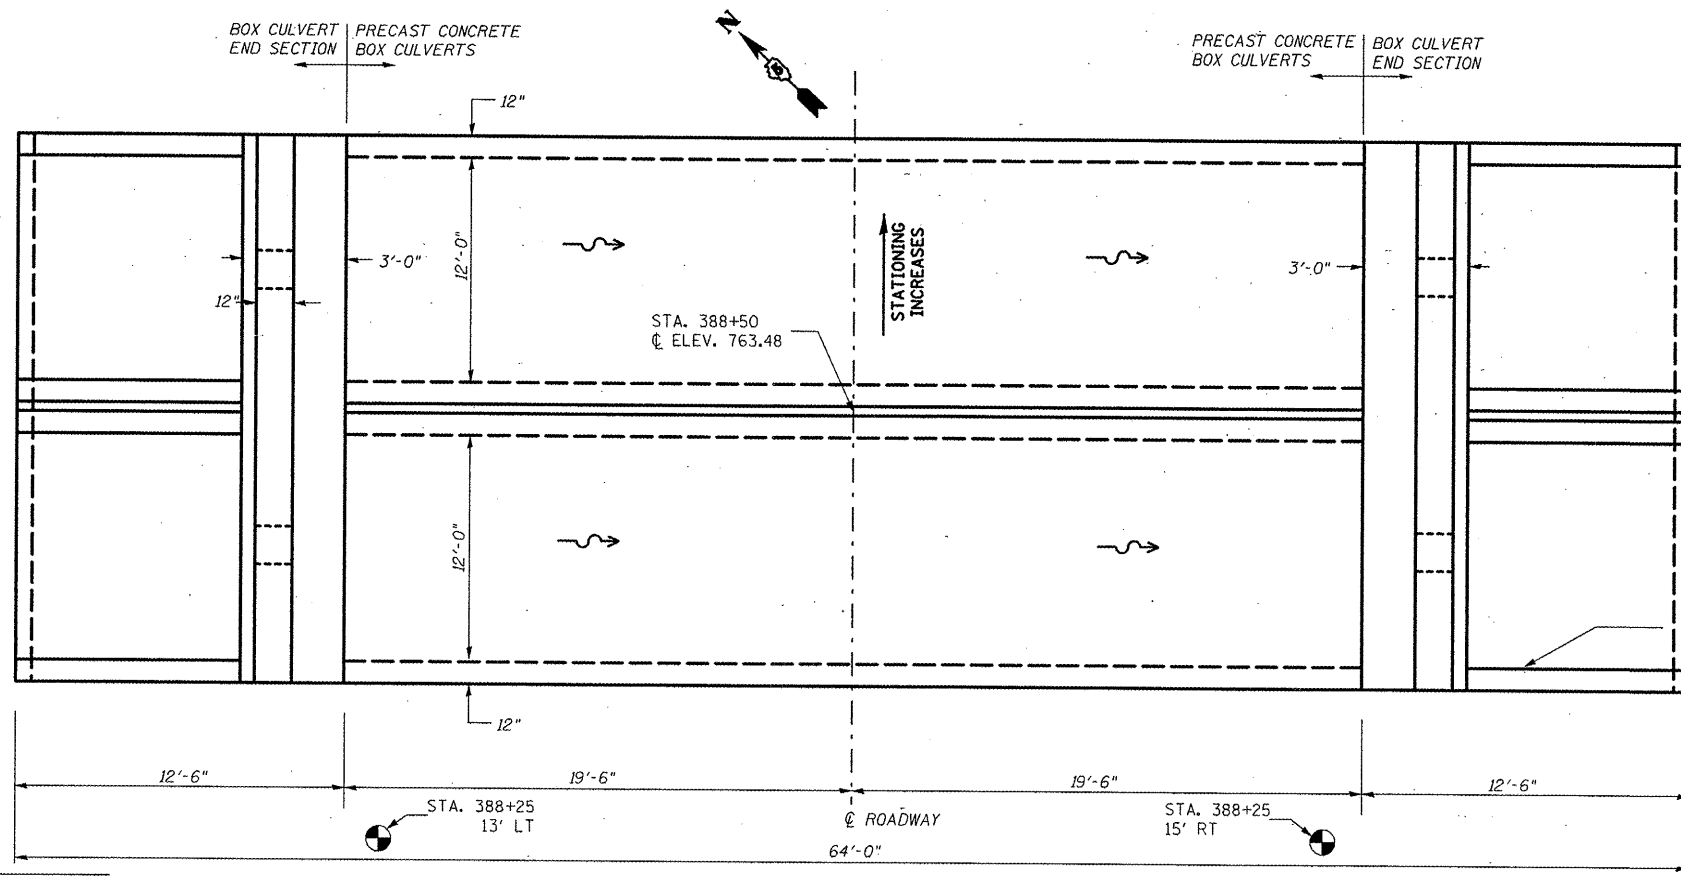 BOX CULVERT
END SECTION
PRECAST CONCRETE
BOX CULVERTS
N
PRECAST CONCRETE
BOX CULVERTS
BOX CULVERT
END SECTION
12"
12'-0"
3'-0"
12"
STATIONING
INCREASES
3'-0"
STA. 388+50
℄ ELEV. 763.48
12'-0"
12"
12'-6"
19'-6"
19'-6"
12'-6"
STA. 388+25
13' LT
℄ ROADWAY
STA. 388+25
15' RT
64'-0"